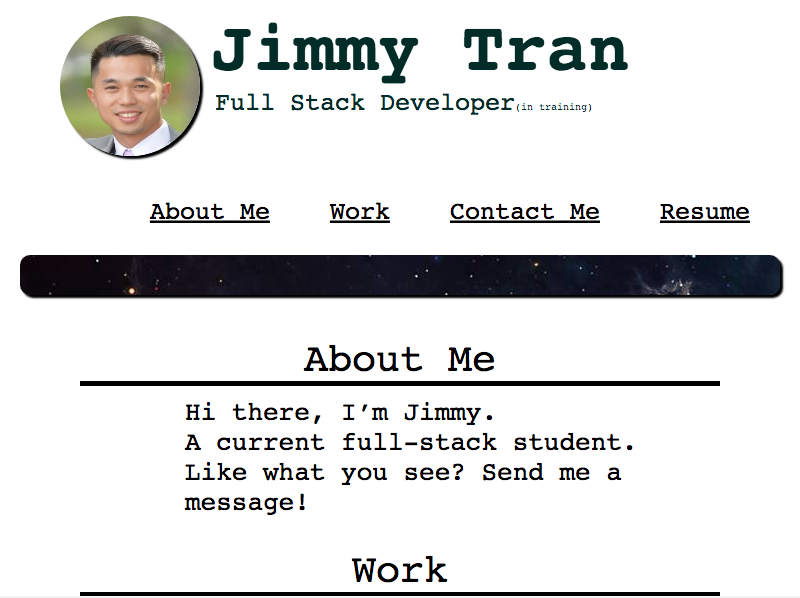 Jimmy Tran
Full Stack Developer(in training)
About Me Work Contact Me Resume
About Me
Hi there, I’m Jimmy.
A current full-stack student.
Like what you see? Send me a
message!
Work